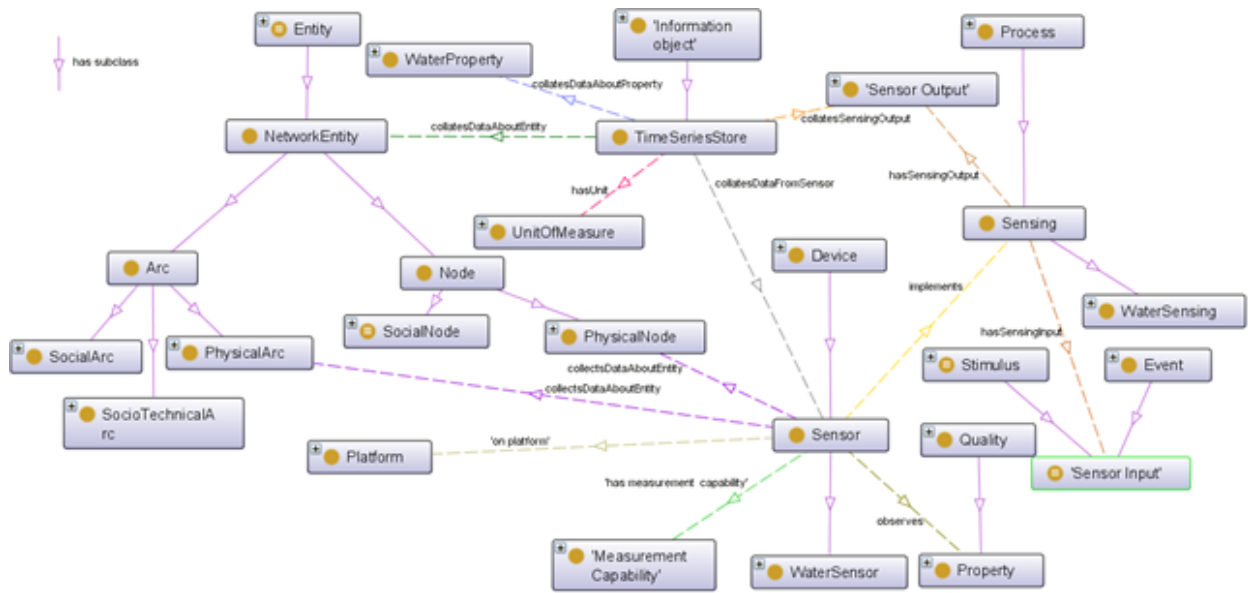 Entity
'Information
object'
Process
has subclass
WaterProperty
collatesDataAboutProperty
'Sensor Output'
collatesSensingOutput
NetworkEntity
collatesDataAboutEntity
TimeSeriesStore
hasUnit
collatesDataFromSensor
hasSensingOutput
UnitOfMeasure
Sensing
Arc
Node
Device
implements
WaterSensing
SocialNode
PhysicalNode
hasSensingInput
SocialArc
PhysicalArc
collectsDataAboutEntity
collectsDataAboutEntity
Stimulus
Event
SocioTechnicalA
rc
'on platform'
Sensor
Quality
Platform
'has measurement capability'
'Sensor Input'
observes
'Measurement
Capability'
WaterSensor
Property